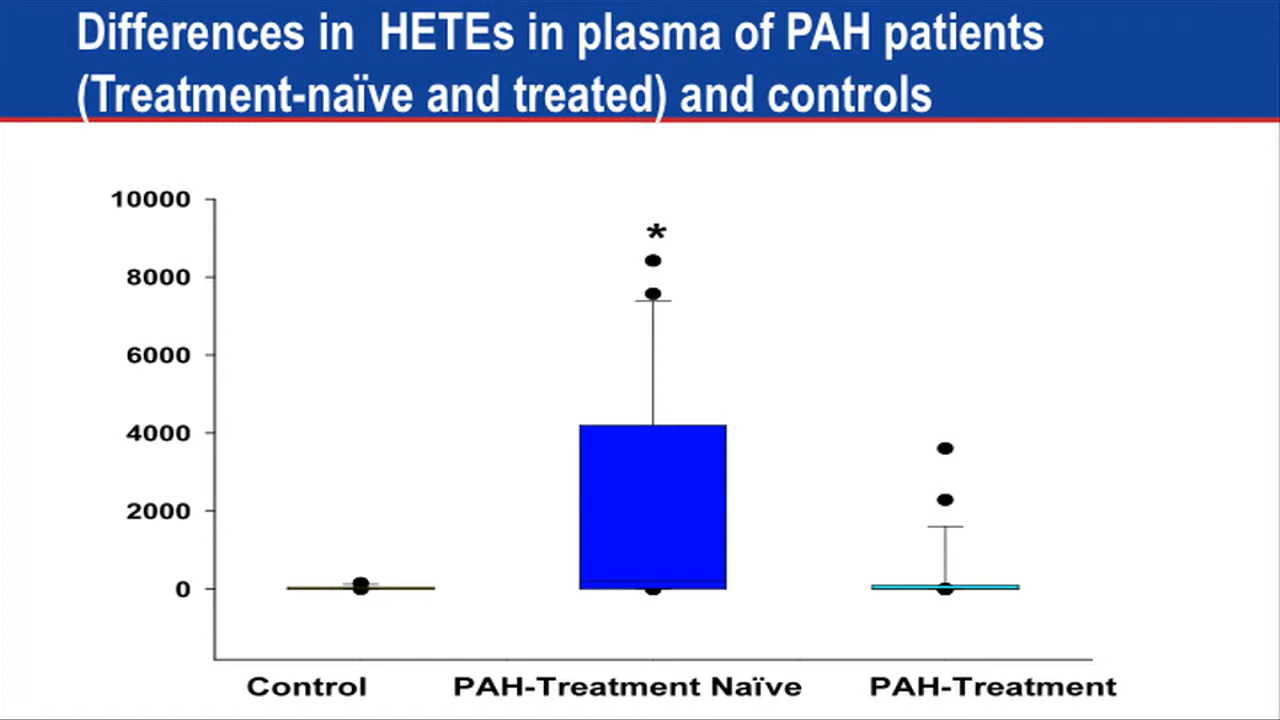 Differences in  HETEs in plasma of PAH patients
(Treatment-naïve and treated) and controls
10000
*
8000
6000
4000
2000
0
Control
PAH-Treatment Naïve
PAH-Treatment